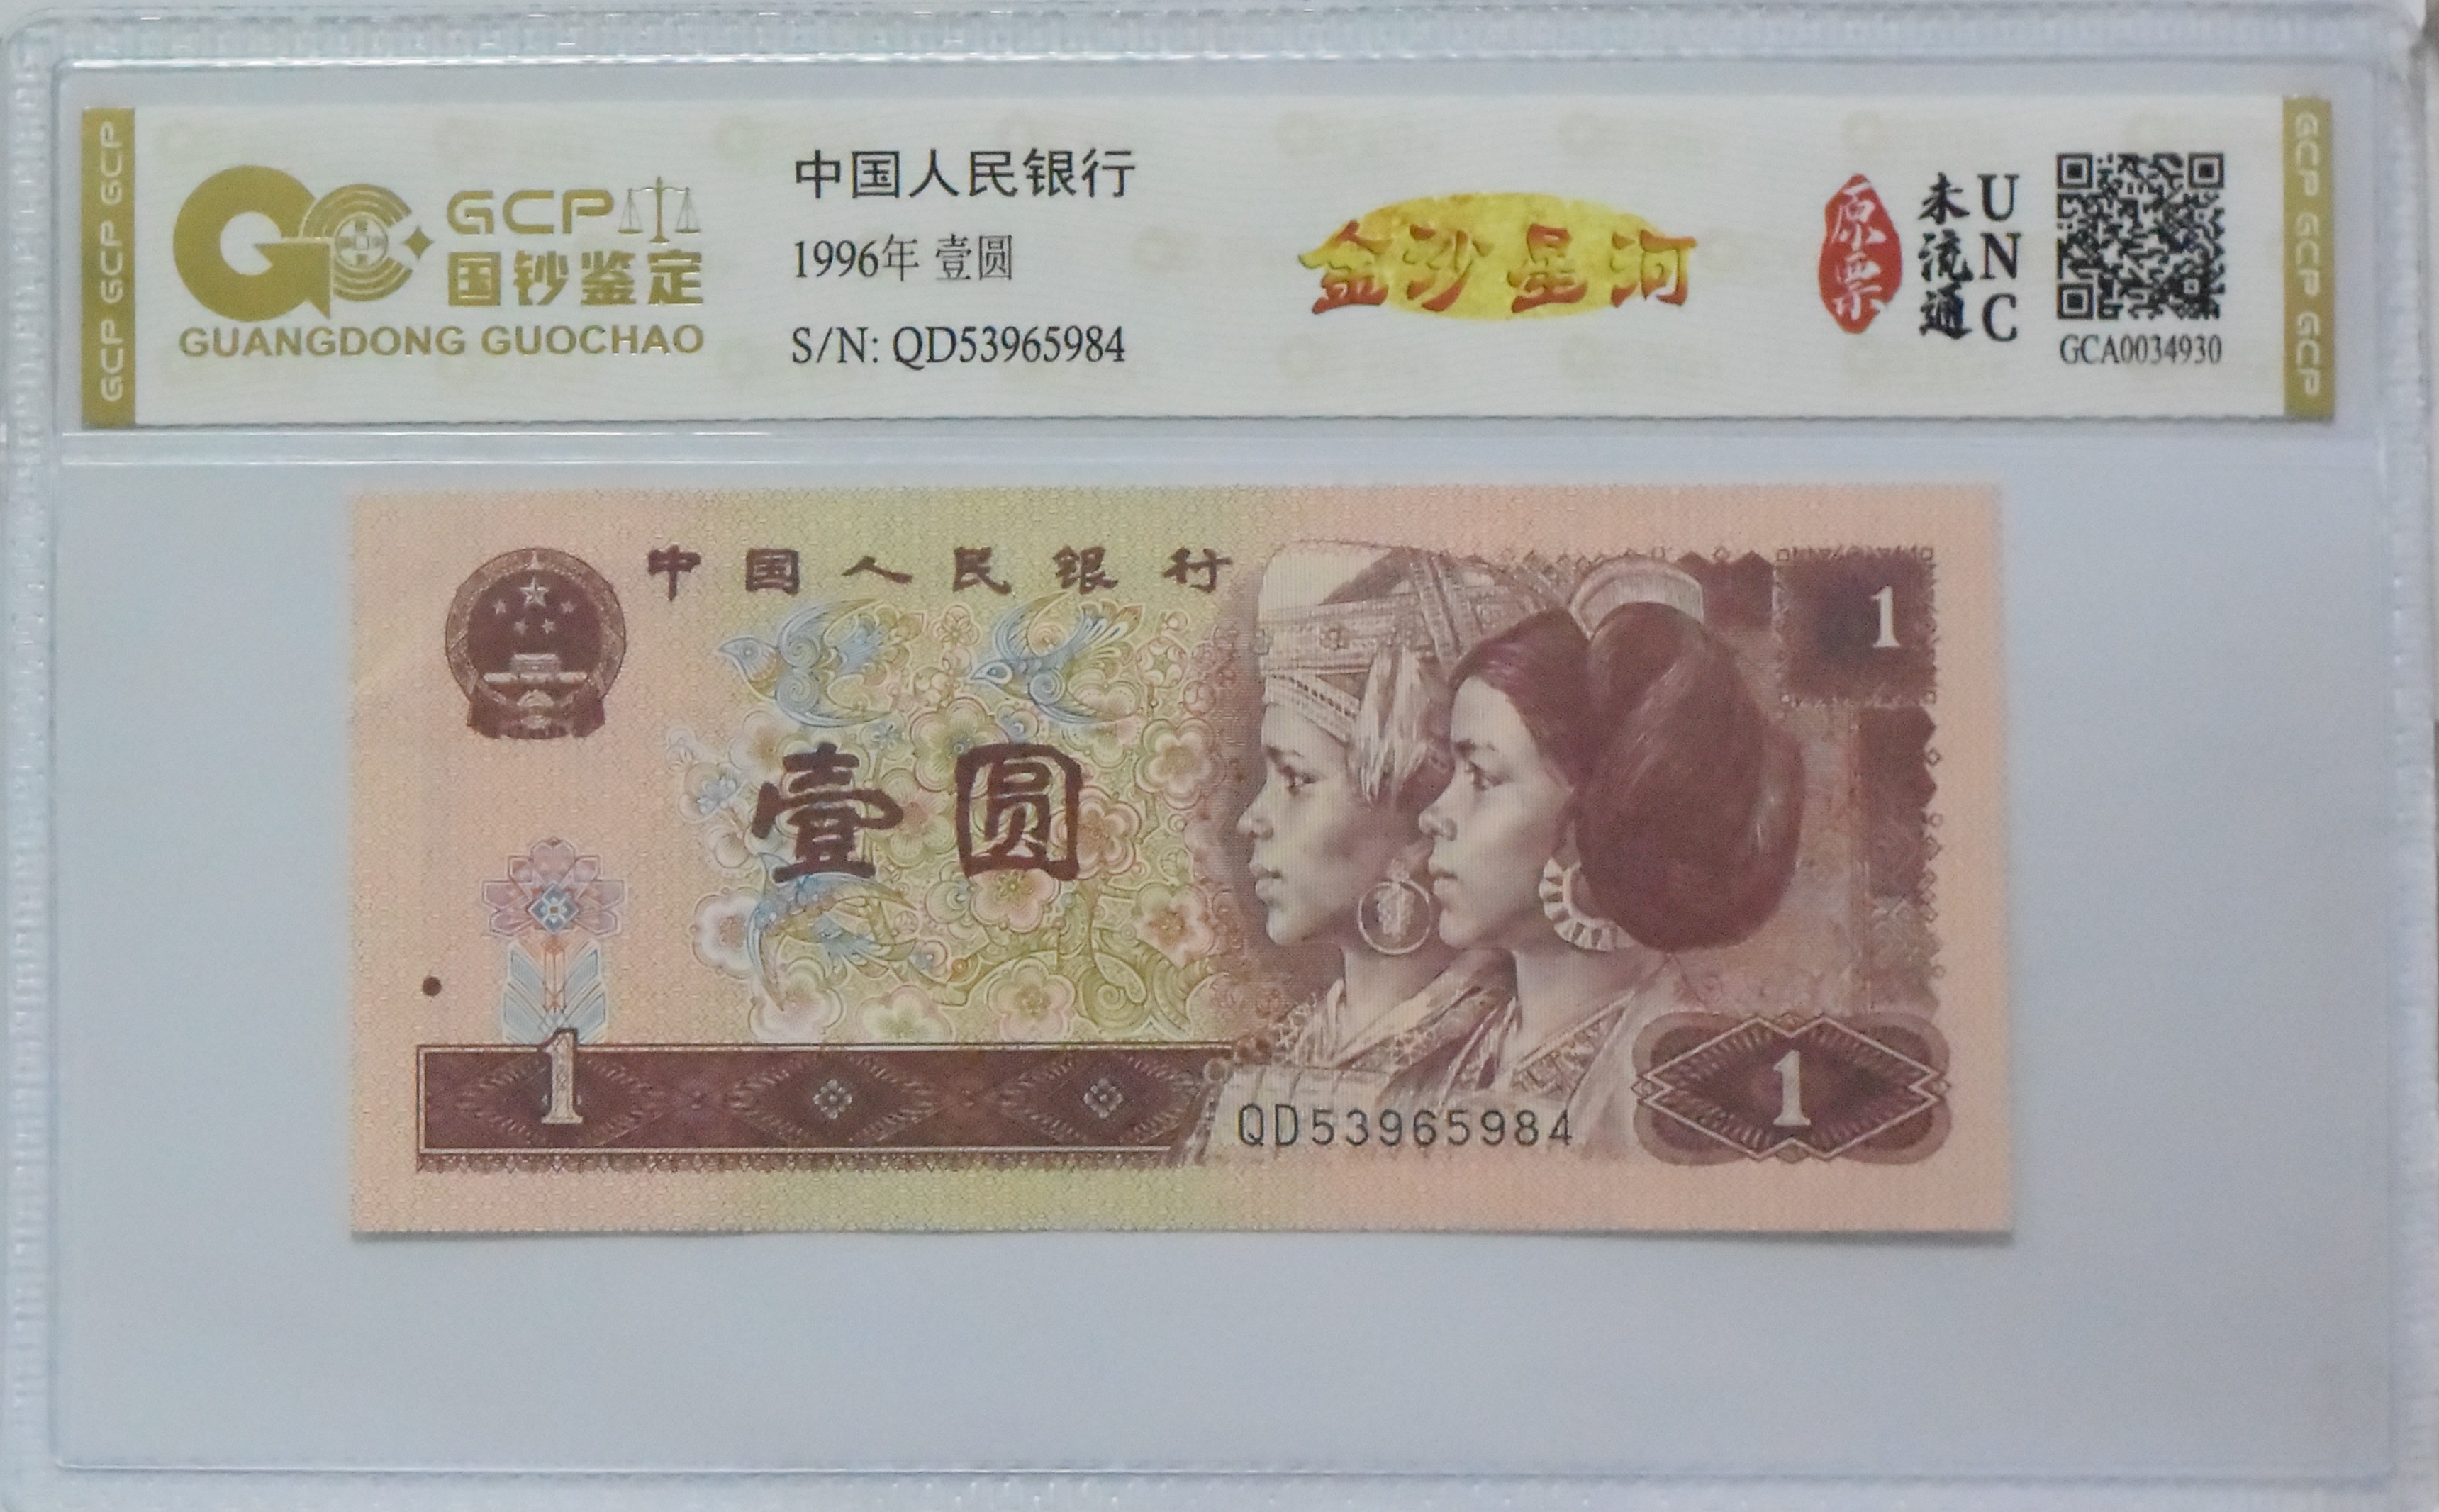 GCP GCP GCP
GCP
国钞鉴定
GUANGDONG GUOCHAO
中国人民银行
1996年 壹圆
S/N: QD53965984
金沙星河
原票
未流通
UNC
GCA0034930
GCP GCP GCP
中国人民银行
1
壹圆
1
QD53965984
1